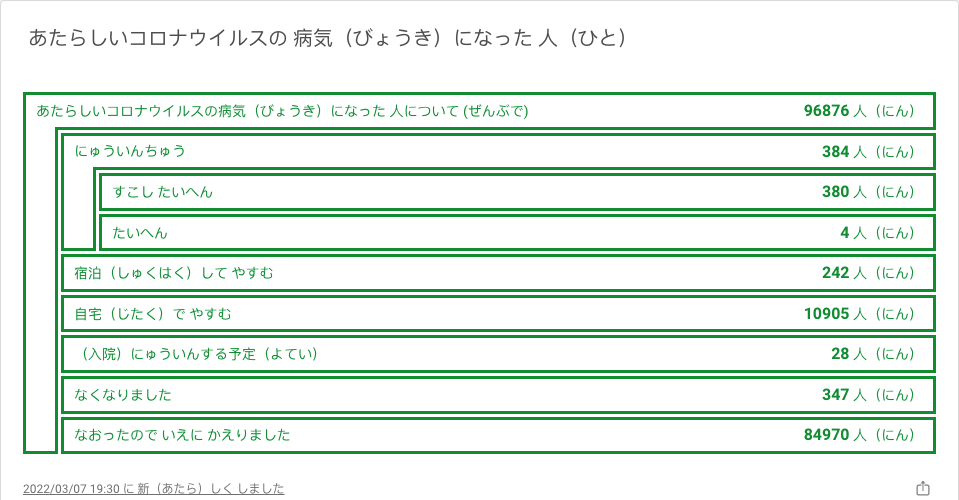 あたらしいコロナウイルスの 病気（びょうき）になった 人（ひと）
あたらしいコロナウイルスの病気（びょうき）になった 人について (ぜんぶで) 96876 人（にん）
にゅういんちゅう 384 人（にん）
すこし たいへん 380 人（にん）
たいへん 4 人（にん）
宿泊（しゅくはく）して やすむ 242 人（にん）
自宅（じたく）で やすむ 10905 人（にん）
（入院）にゅういんする予定（よてい） 28 人（にん）
なくなりました 347 人（にん）
なおったので いえに かえりました 84970 人（にん）
2022/03/07 19:30 に 新（あたら）しく しました